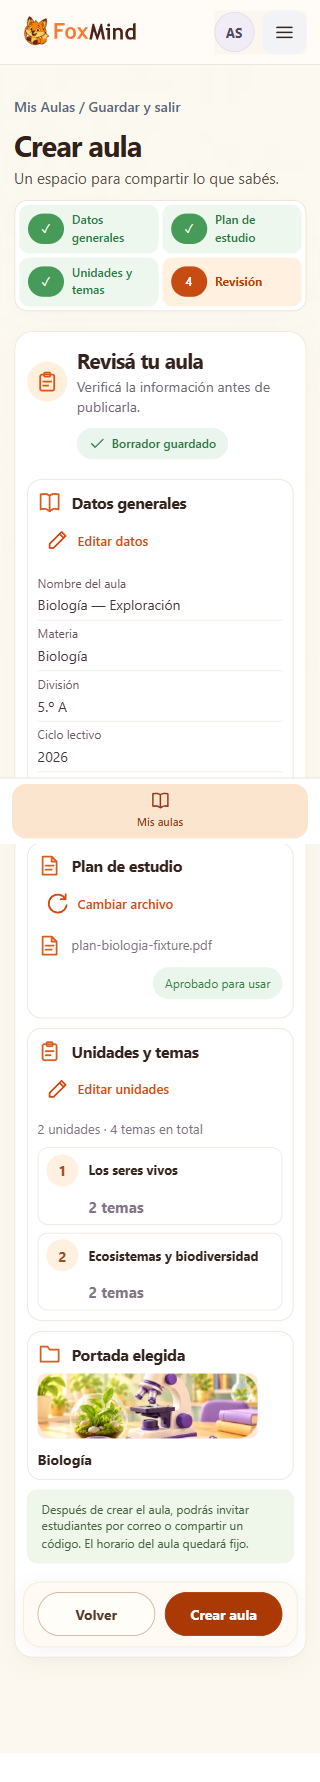 FoxMind
AS
Mis Aulas / Guardar y salir
Crear aula
Un espacio para compartir lo que sabés.
Datos
generales
Plan de
estudio
Unidades y
temas
4
Revisión
Revisá tu aula
Verificá la información antes de
publicarla.
Borrador guardado
Datos generales
Editar datos
Nombre del aula
Biología — Exploración
Materia
Biología
División
5.º A
Ciclo lectivo
2026
Mis aulas
Plan de estudio
Cambiar archivo
plan-biologia-fixture.pdf
Aprobado para usar
Unidades y temas
Editar unidades
2 unidades · 4 temas en total
1
Los seres vivos
2 temas
2
Ecosistemas y biodiversidad
2 temas
Portada elegida
Biología
Después de crear el aula, podrás invitar
estudiantes por correo o compartir un
código. El horario del aula quedará fijo.
Volver
Crear aula